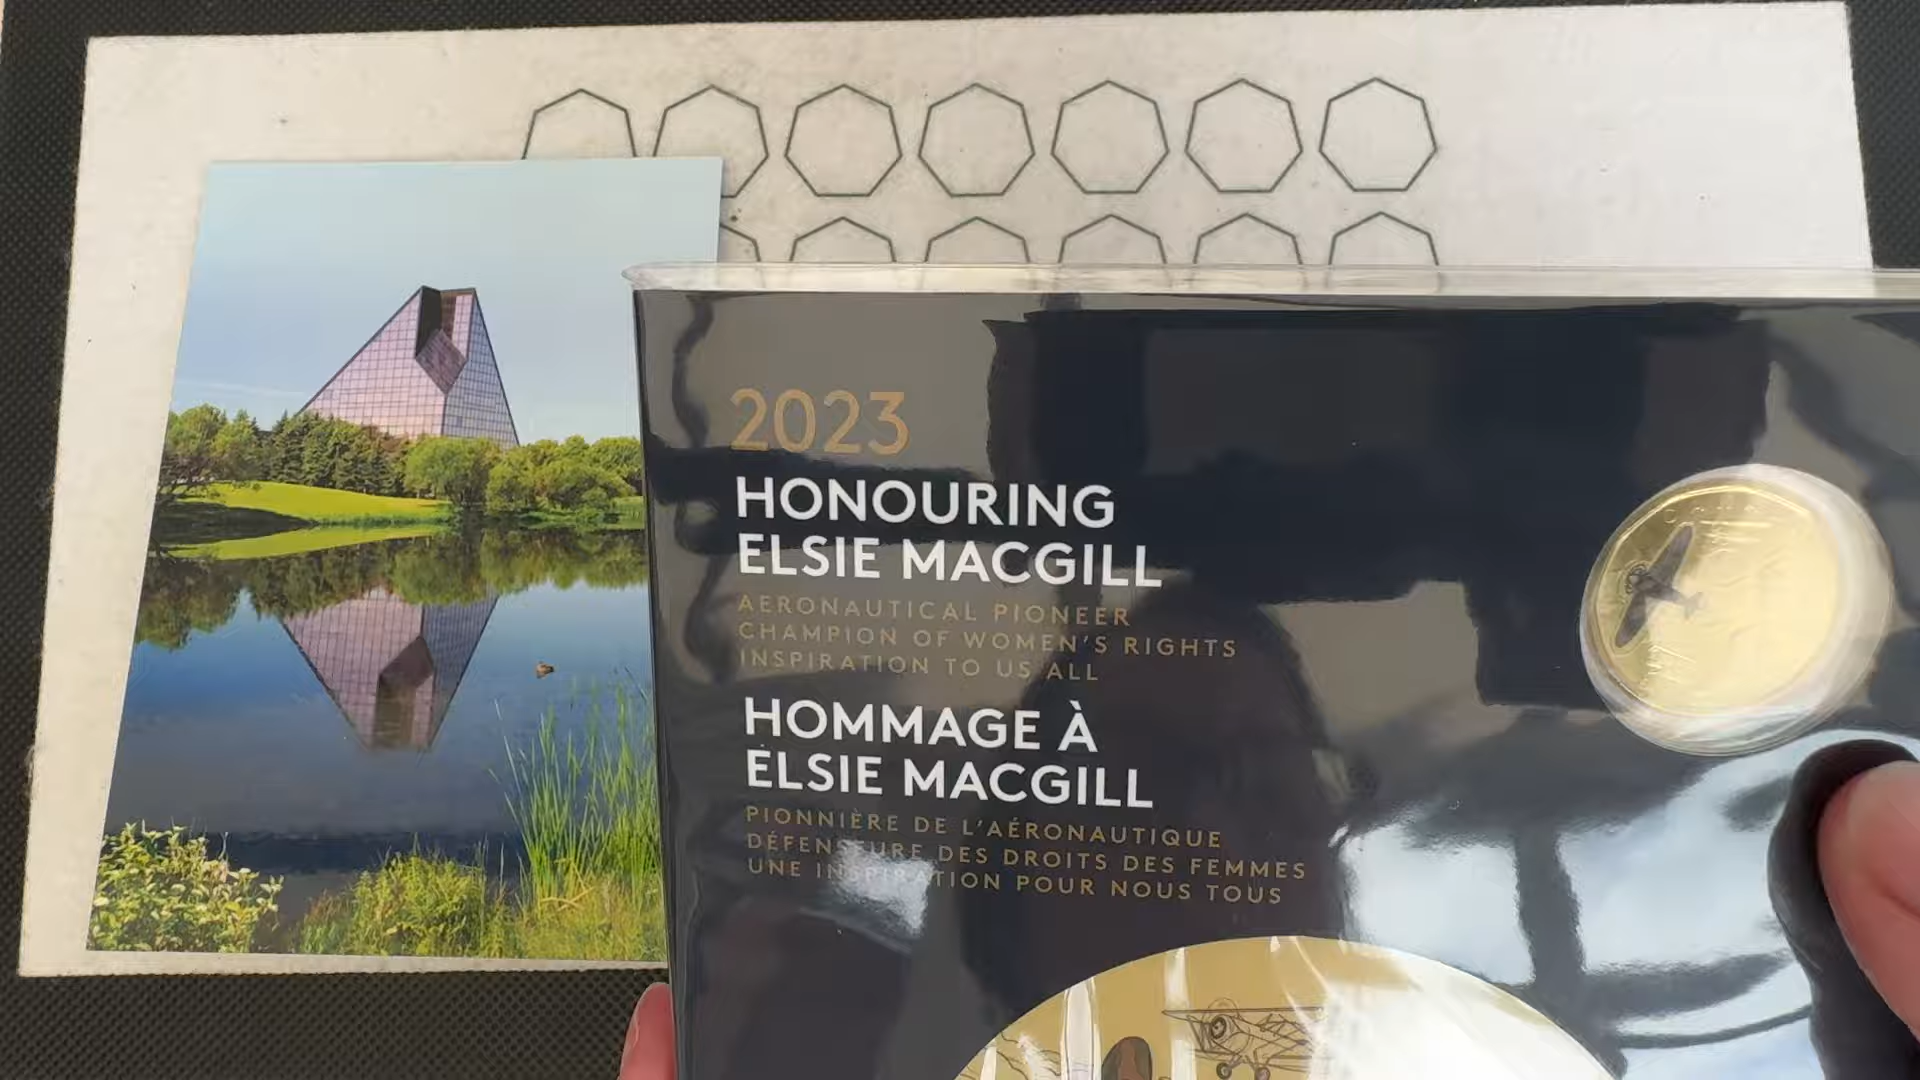 2023
HONOURING
ELSIE MACGILL
AERONAUTICAL PIONEER
CHAMPION OF WOMEN'S RIGHTS
INSPIRATION TO US ALL
HOMMAGE À
ELSIE MACGILL
PIONNIÈRE DE L'AÉRONAUTIQUE
DÉFENSEURE DES DROITS DES FEMMES
UNE INSPIRATION POUR NOUS TOUS
CANADA